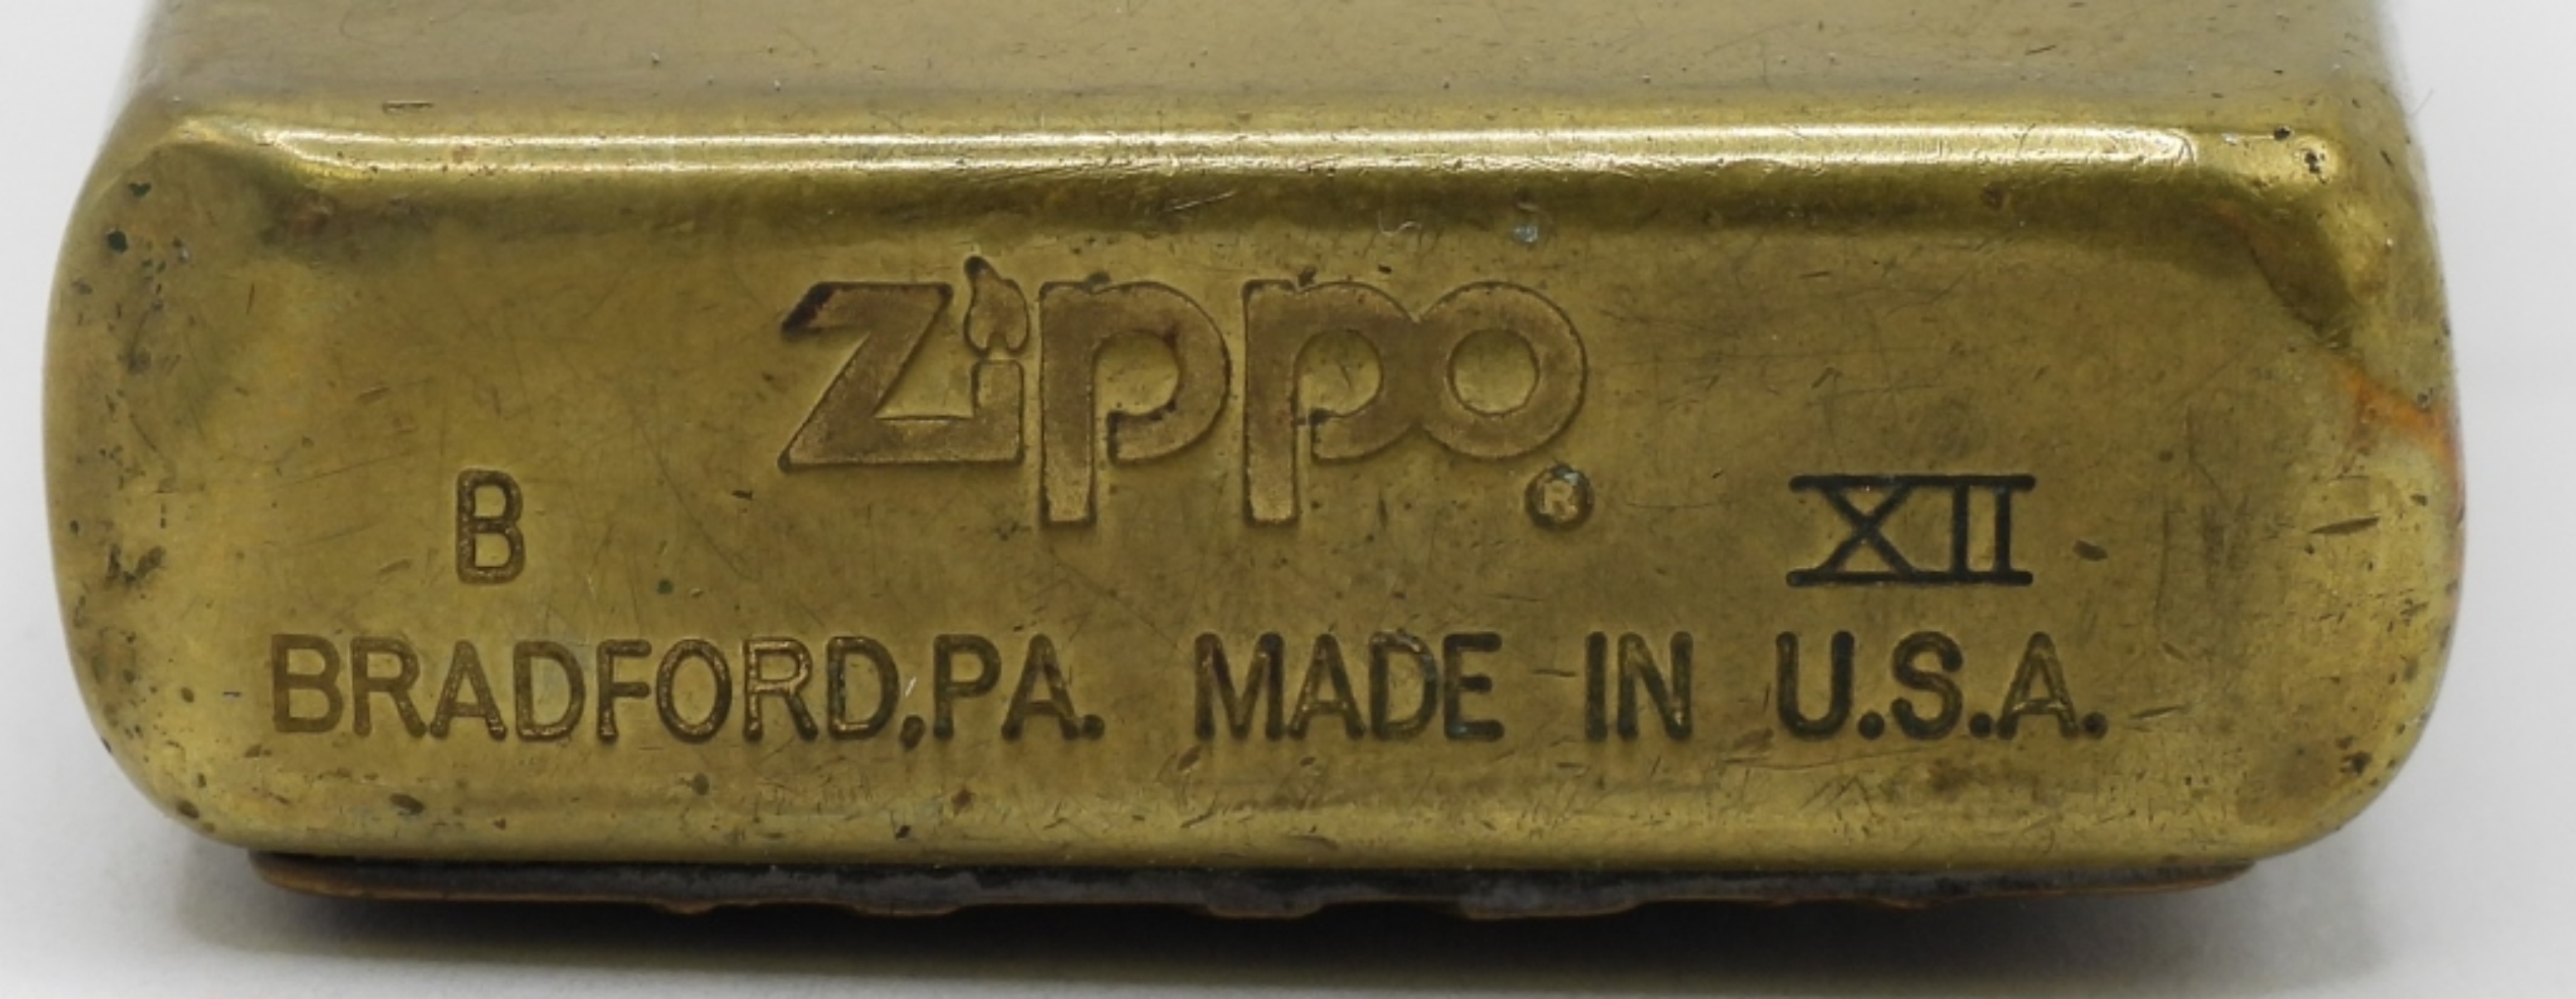 Zippo ®
B XII
BRADFORD,PA. MADE IN U.S.A.